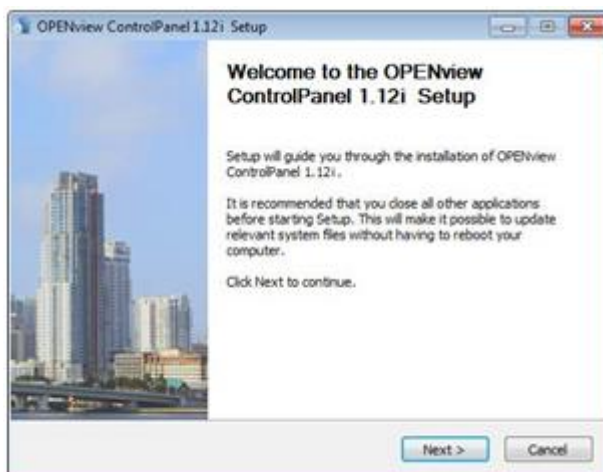 OPENview ControlPanel 1.12i Setup
Welcome to the OPENview
ControlPanel 1.12i Setup
Setup will guide you through the installation of OPENview
ControlPanel 1.12i.
It is recommended that you close all other applications
before starting Setup. This will make it possible to update
relevant system files without having to reboot your
computer.
Click Next to continue.
Next >
Cancel